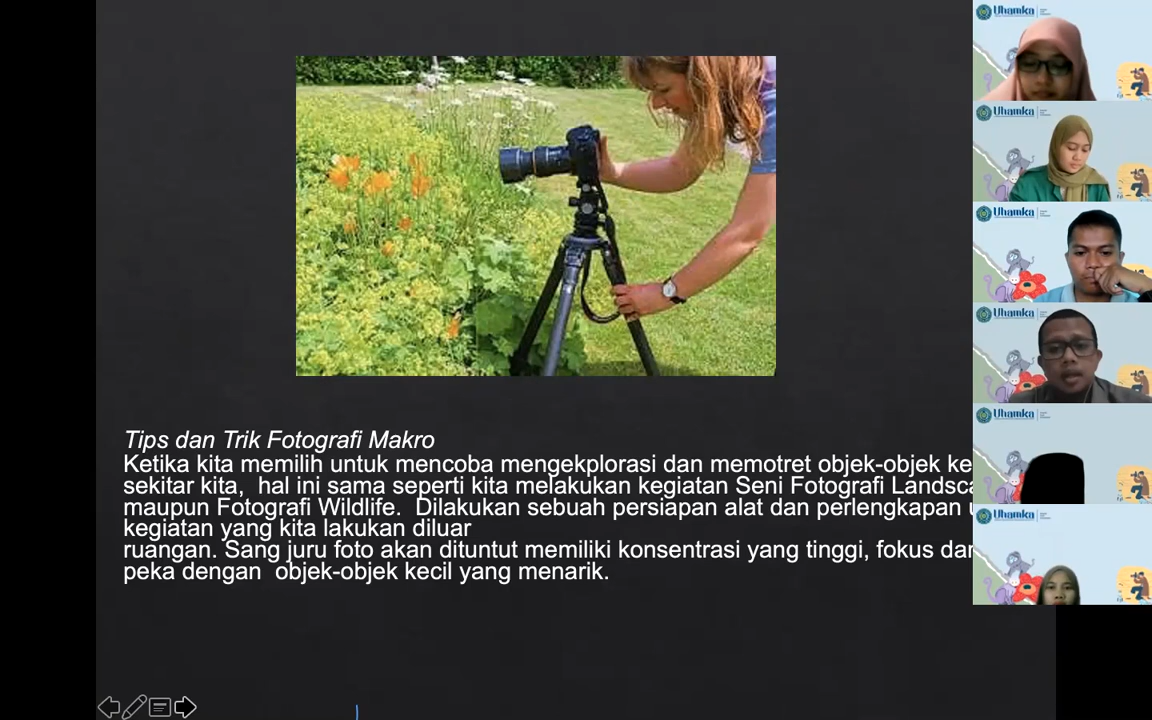 Tips dan Trik Fotografi Makro
Ketika kita memilih untuk mencoba mengekplorasi dan memotret objek-objek ke
sekitar kita, hal ini sama seperti kita melakukan kegiatan Seni Fotografi Landsca
maupun Fotografi Wildlife. Dilakukan sebuah persiapan alat dan perlengkapan
kegiatan yang kita lakukan diluar
ruangan. Sang juru foto akan dituntut memiliki konsentrasi yang tinggi, fokus dan
peka dengan objek-objek kecil yang menarik.
Uhamka
Uhamka
Uhamka
Uhamka
Uhamka
Uhamka